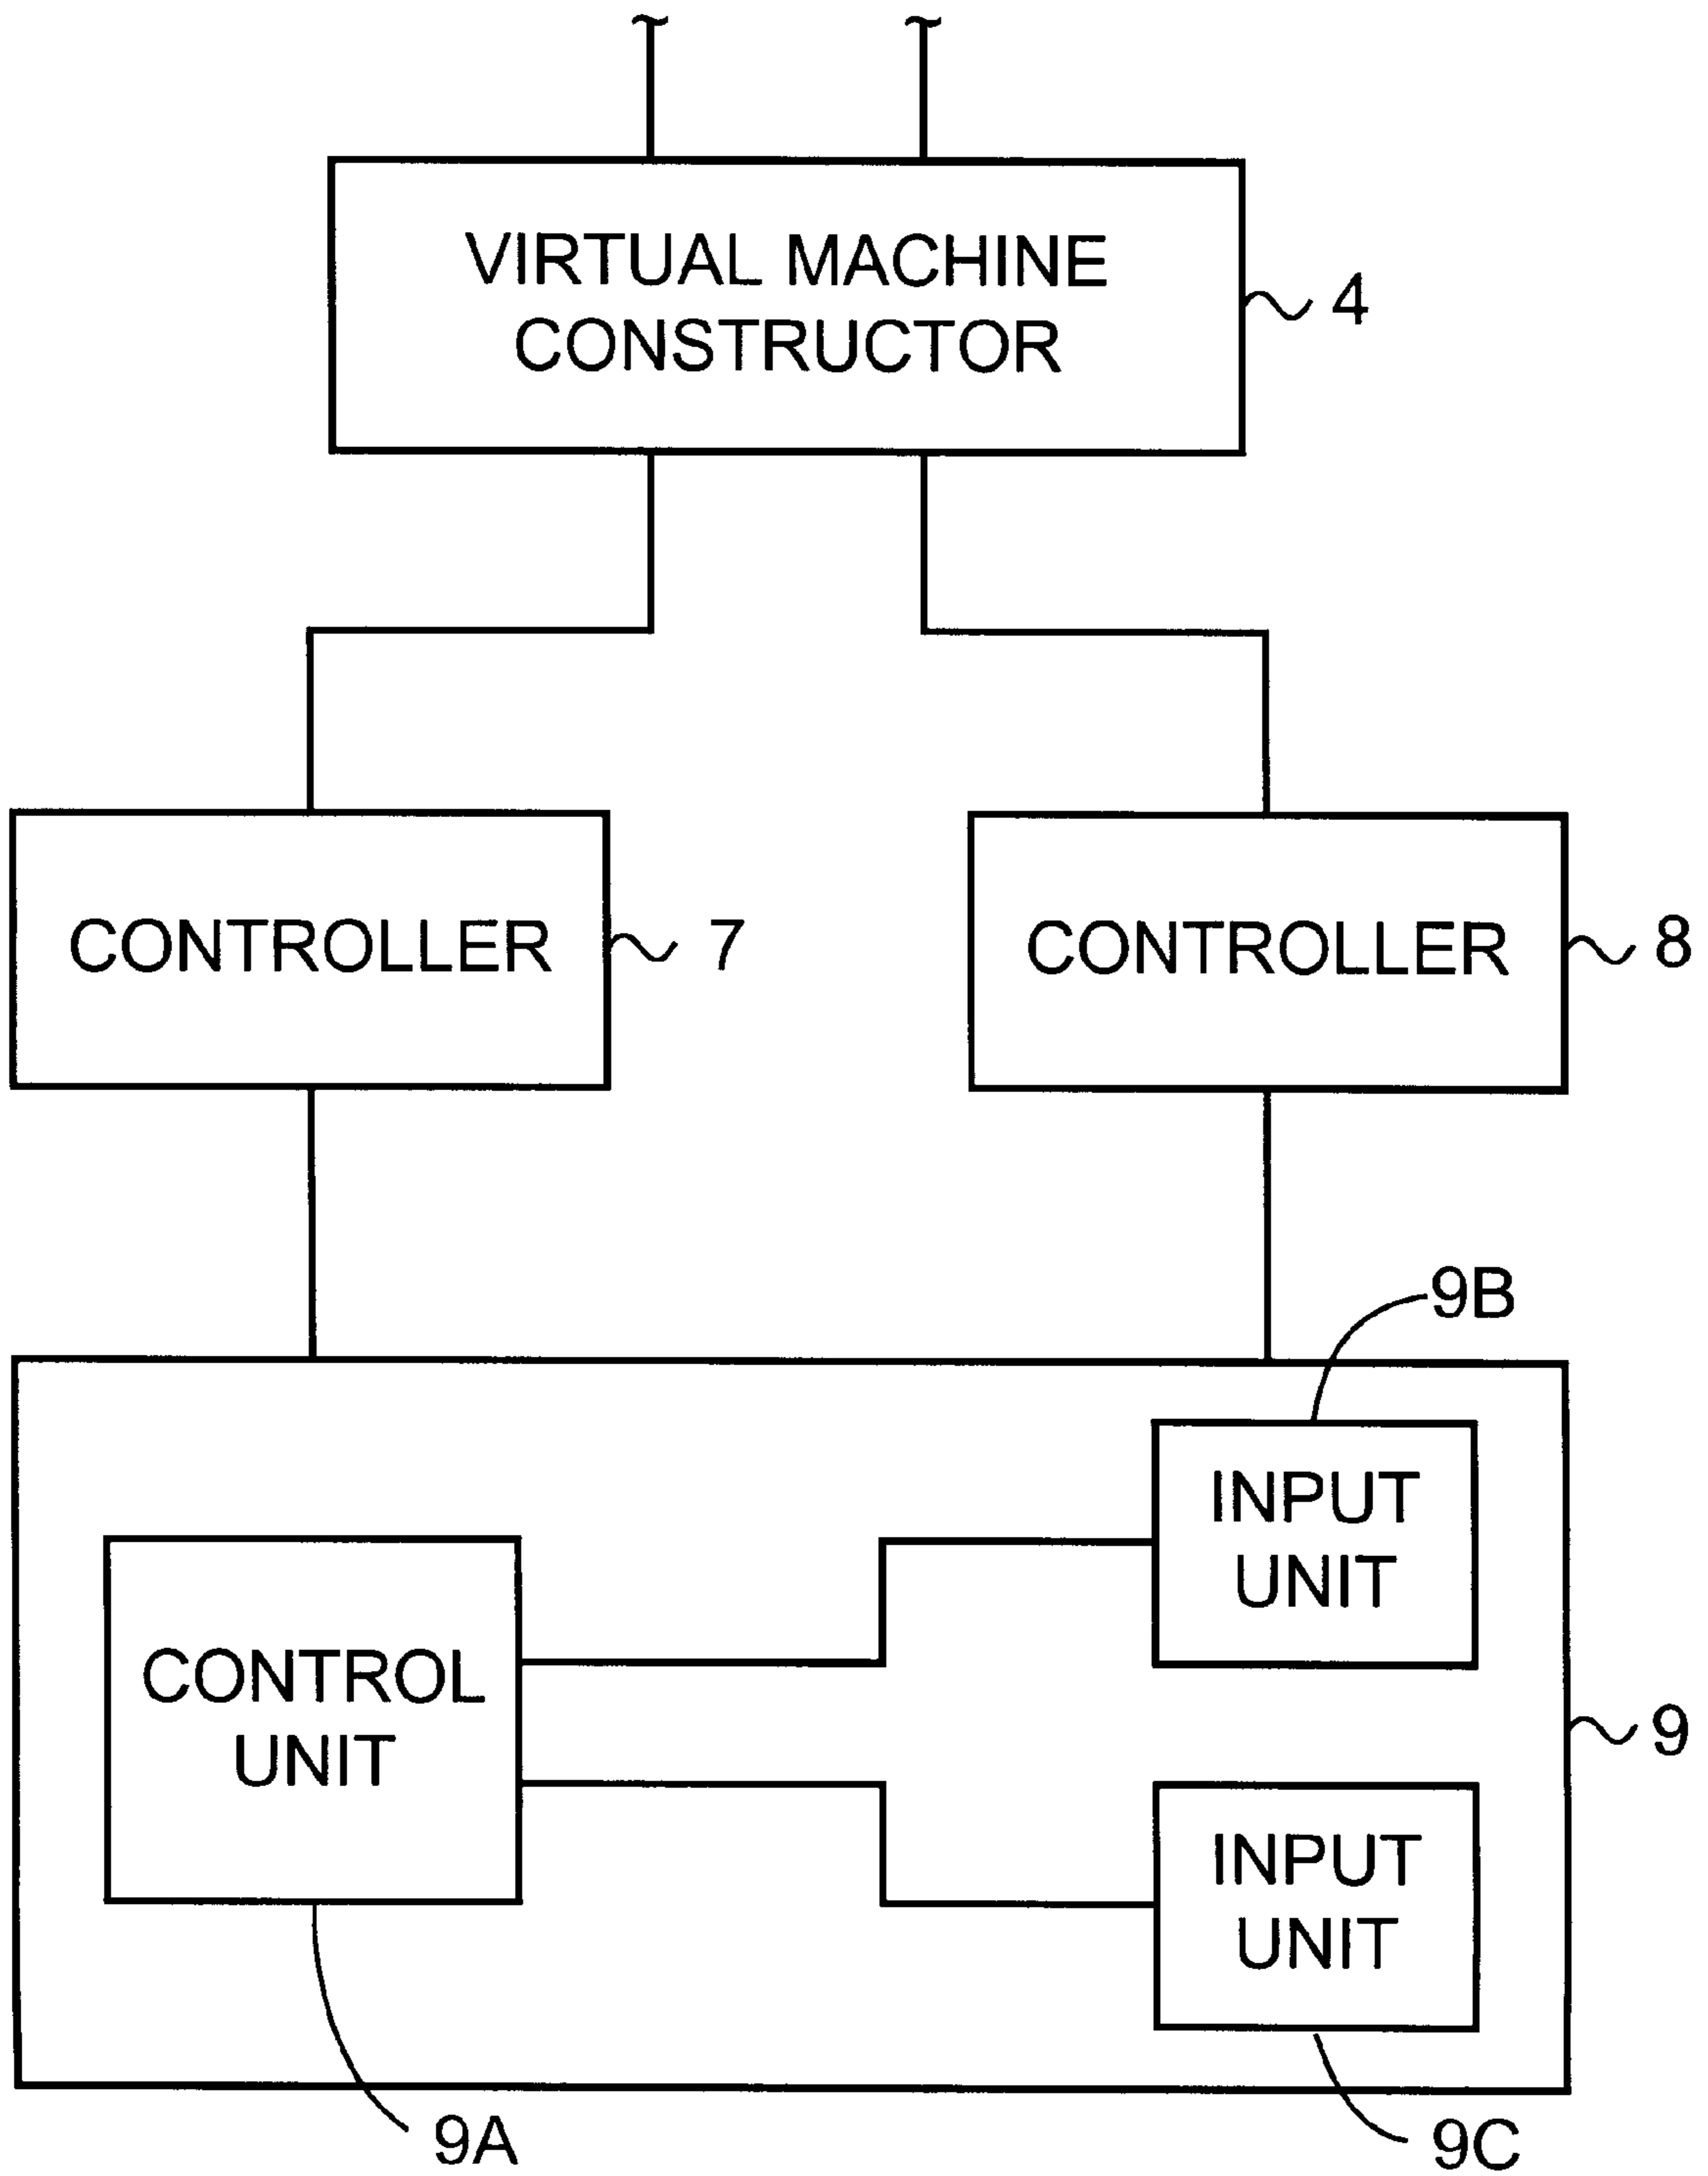 VIRTUAL MACHINE
CONSTRUCTOR
4
CONTROLLER
7
CONTROLLER
8
9B
INPUT
UNIT
CONTROL
UNIT
9
INPUT
UNIT
9A
9C